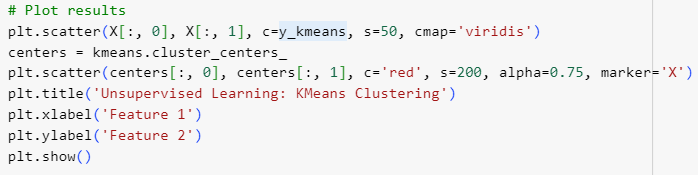 # Plot results
plt.scatter(X[:, 0], X[:, 1], c=y_kmeans, s=50, cmap='viridis')
centers = kmeans.cluster_centers_
plt.scatter(centers[:, 0], centers[:, 1], c='red', s=200, alpha=0.75, marker='X')
plt.title('Unsupervised Learning: KMeans Clustering')
plt.xlabel('Feature 1')
plt.ylabel('Feature 2')
plt.show()